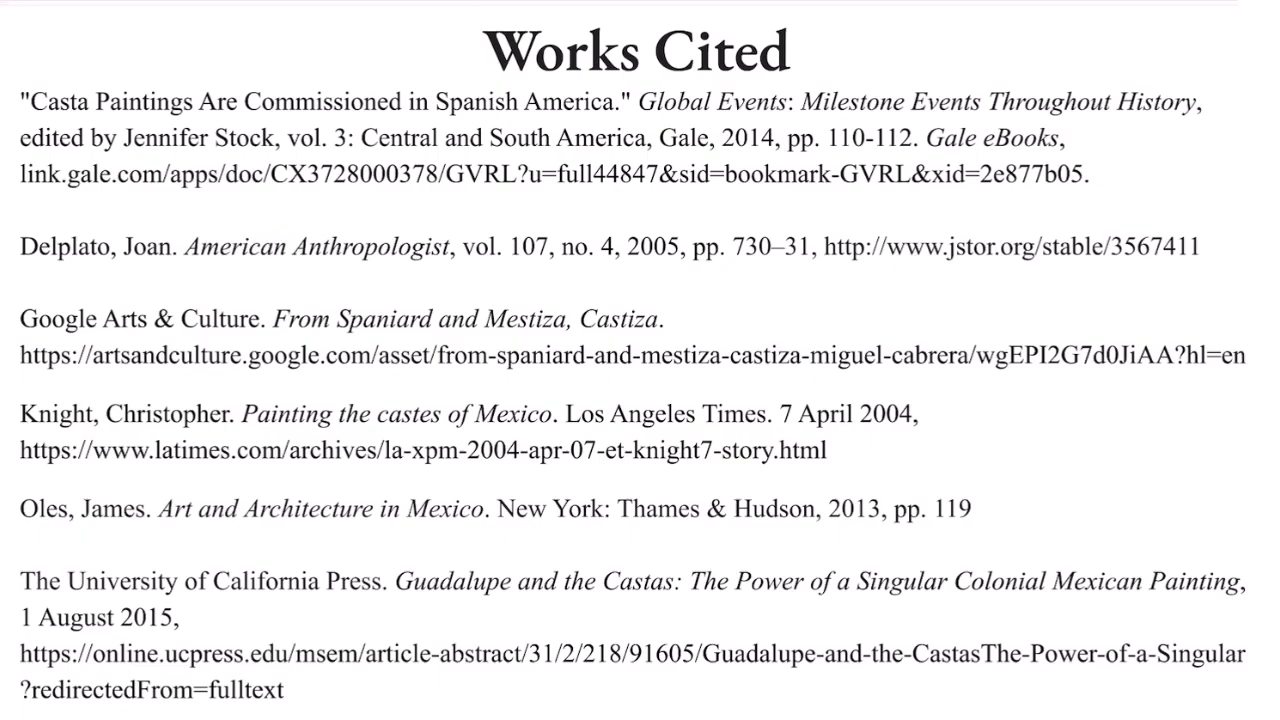 Works Cited
"Casta Paintings Are Commissioned in Spanish America." Global Events: Milestone Events Throughout History,
edited by Jennifer Stock, vol. 3: Central and South America, Gale, 2014, pp. 110-112. Gale eBooks,
link.gale.com/apps/doc/CX3728000378/GVRL?u=full44847&sid=bookmark-GVRL&xid=2e877b05.
Delplato, Joan. American Anthropologist, vol. 107, no. 4, 2005, pp. 730–31, http://www.jstor.org/stable/3567411
Google Arts & Culture. From Spaniard and Mestiza, Castiza.
https://artsandculture.google.com/asset/from-spaniard-and-mestiza-castiza-miguel-cabrera/wgEPI2G7d0JiAA?hl=en
Knight, Christopher. Painting the castes of Mexico. Los Angeles Times. 7 April 2004,
https://www.latimes.com/archives/la-xpm-2004-apr-07-et-knight7-story.html
Oles, James. Art and Architecture in Mexico. New York: Thames & Hudson, 2013, pp. 119
The University of California Press. Guadalupe and the Castas: The Power of a Singular Colonial Mexican Painting,
1 August 2015,
https://online.ucpress.edu/msem/article-abstract/31/2/218/91605/Guadalupe-and-the-CastasThe-Power-of-a-Singular
?redirectedFrom=fulltext